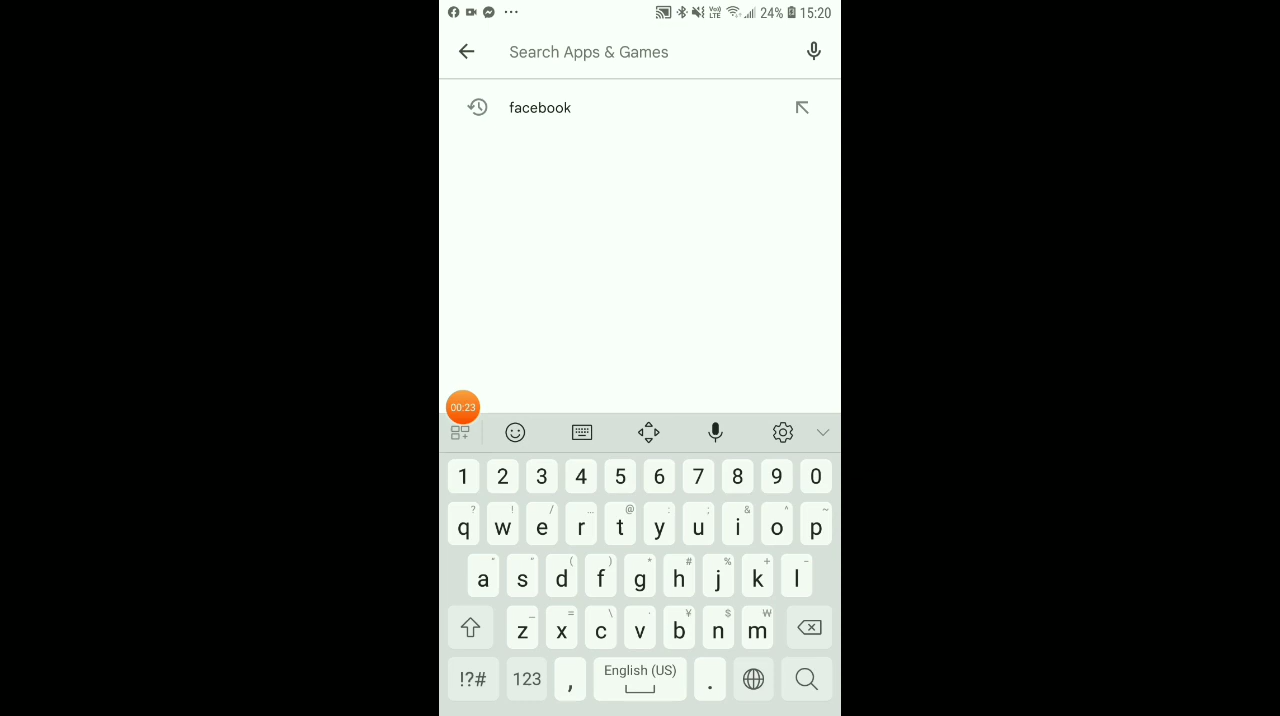 24% 15:20
Search Apps & Games
facebook
00:23
1 2 3 4 5 6 7 8 9 0
q w e r t y u i o p
a s d f g h j k l
z x c v b n m
!?# 123 , English (US) .